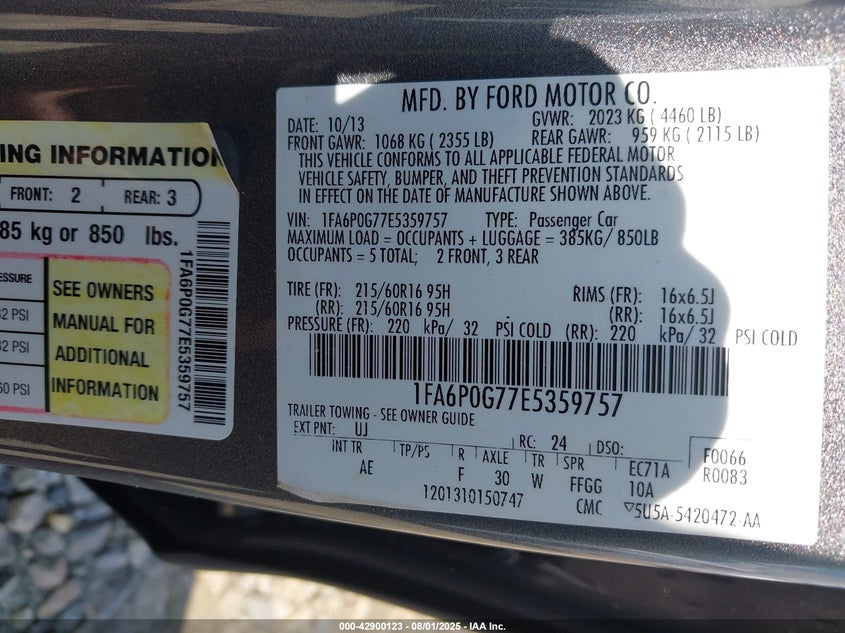 ING INFORMATION
FRONT: 2 REAR: 3
85 kg or 850 lbs.
ESSURE
2 PSI
2 PSI
60 PSI
SEE OWNERS
MANUAL FOR
ADDITIONAL
INFORMATION
1FA6P0G77E5359757
MFD. BY FORD MOTOR CO.
DATE: 10/13 GVWR: 2023 KG ( 4460 LB)
FRONT GAWR: 1068 KG ( 2355 LB) REAR GAWR: 959 KG ( 2115 LB)
THIS VEHICLE CONFORMS TO ALL APPLICABLE FEDERAL MOTOR
VEHICLE SAFETY, BUMPER, AND THEFT PREVENTION STANDARDS
IN EFFECT ON THE DATE OF MANUFACTURE SHOWN ABOVE.
VIN: 1FA6P0G77E5359757 TYPE: Passenger Car
MAXIMUM LOAD = OCCUPANTS + LUGGAGE = 385KG/ 850LB
OCCUPANTS = 5 TOTAL; 2 FRONT, 3 REAR
TIRE (FR): 215/60R16 95H RIMS (FR): 16x6.5J
(RR): 215/60R16 95H (RR): 16x6.5J
PRESSURE (FR): 220 kPa/ 32 PSI COLD (RR): 220 kPa/ 32 PSI COLD
1FA6P0G77E5359757
TRAILER TOWING - SEE OWNER GUIDE
EXT PNT: UJ RC: 24 DSO: F0066
INT TR TP/PS R AXLE TR SPR EC71A R0083
AE F 30 W FFGG 10A
1201310150747 CMC ▽5U5A-5420472-AA
000-42900123 - 08/01/2025 - IAA Inc.